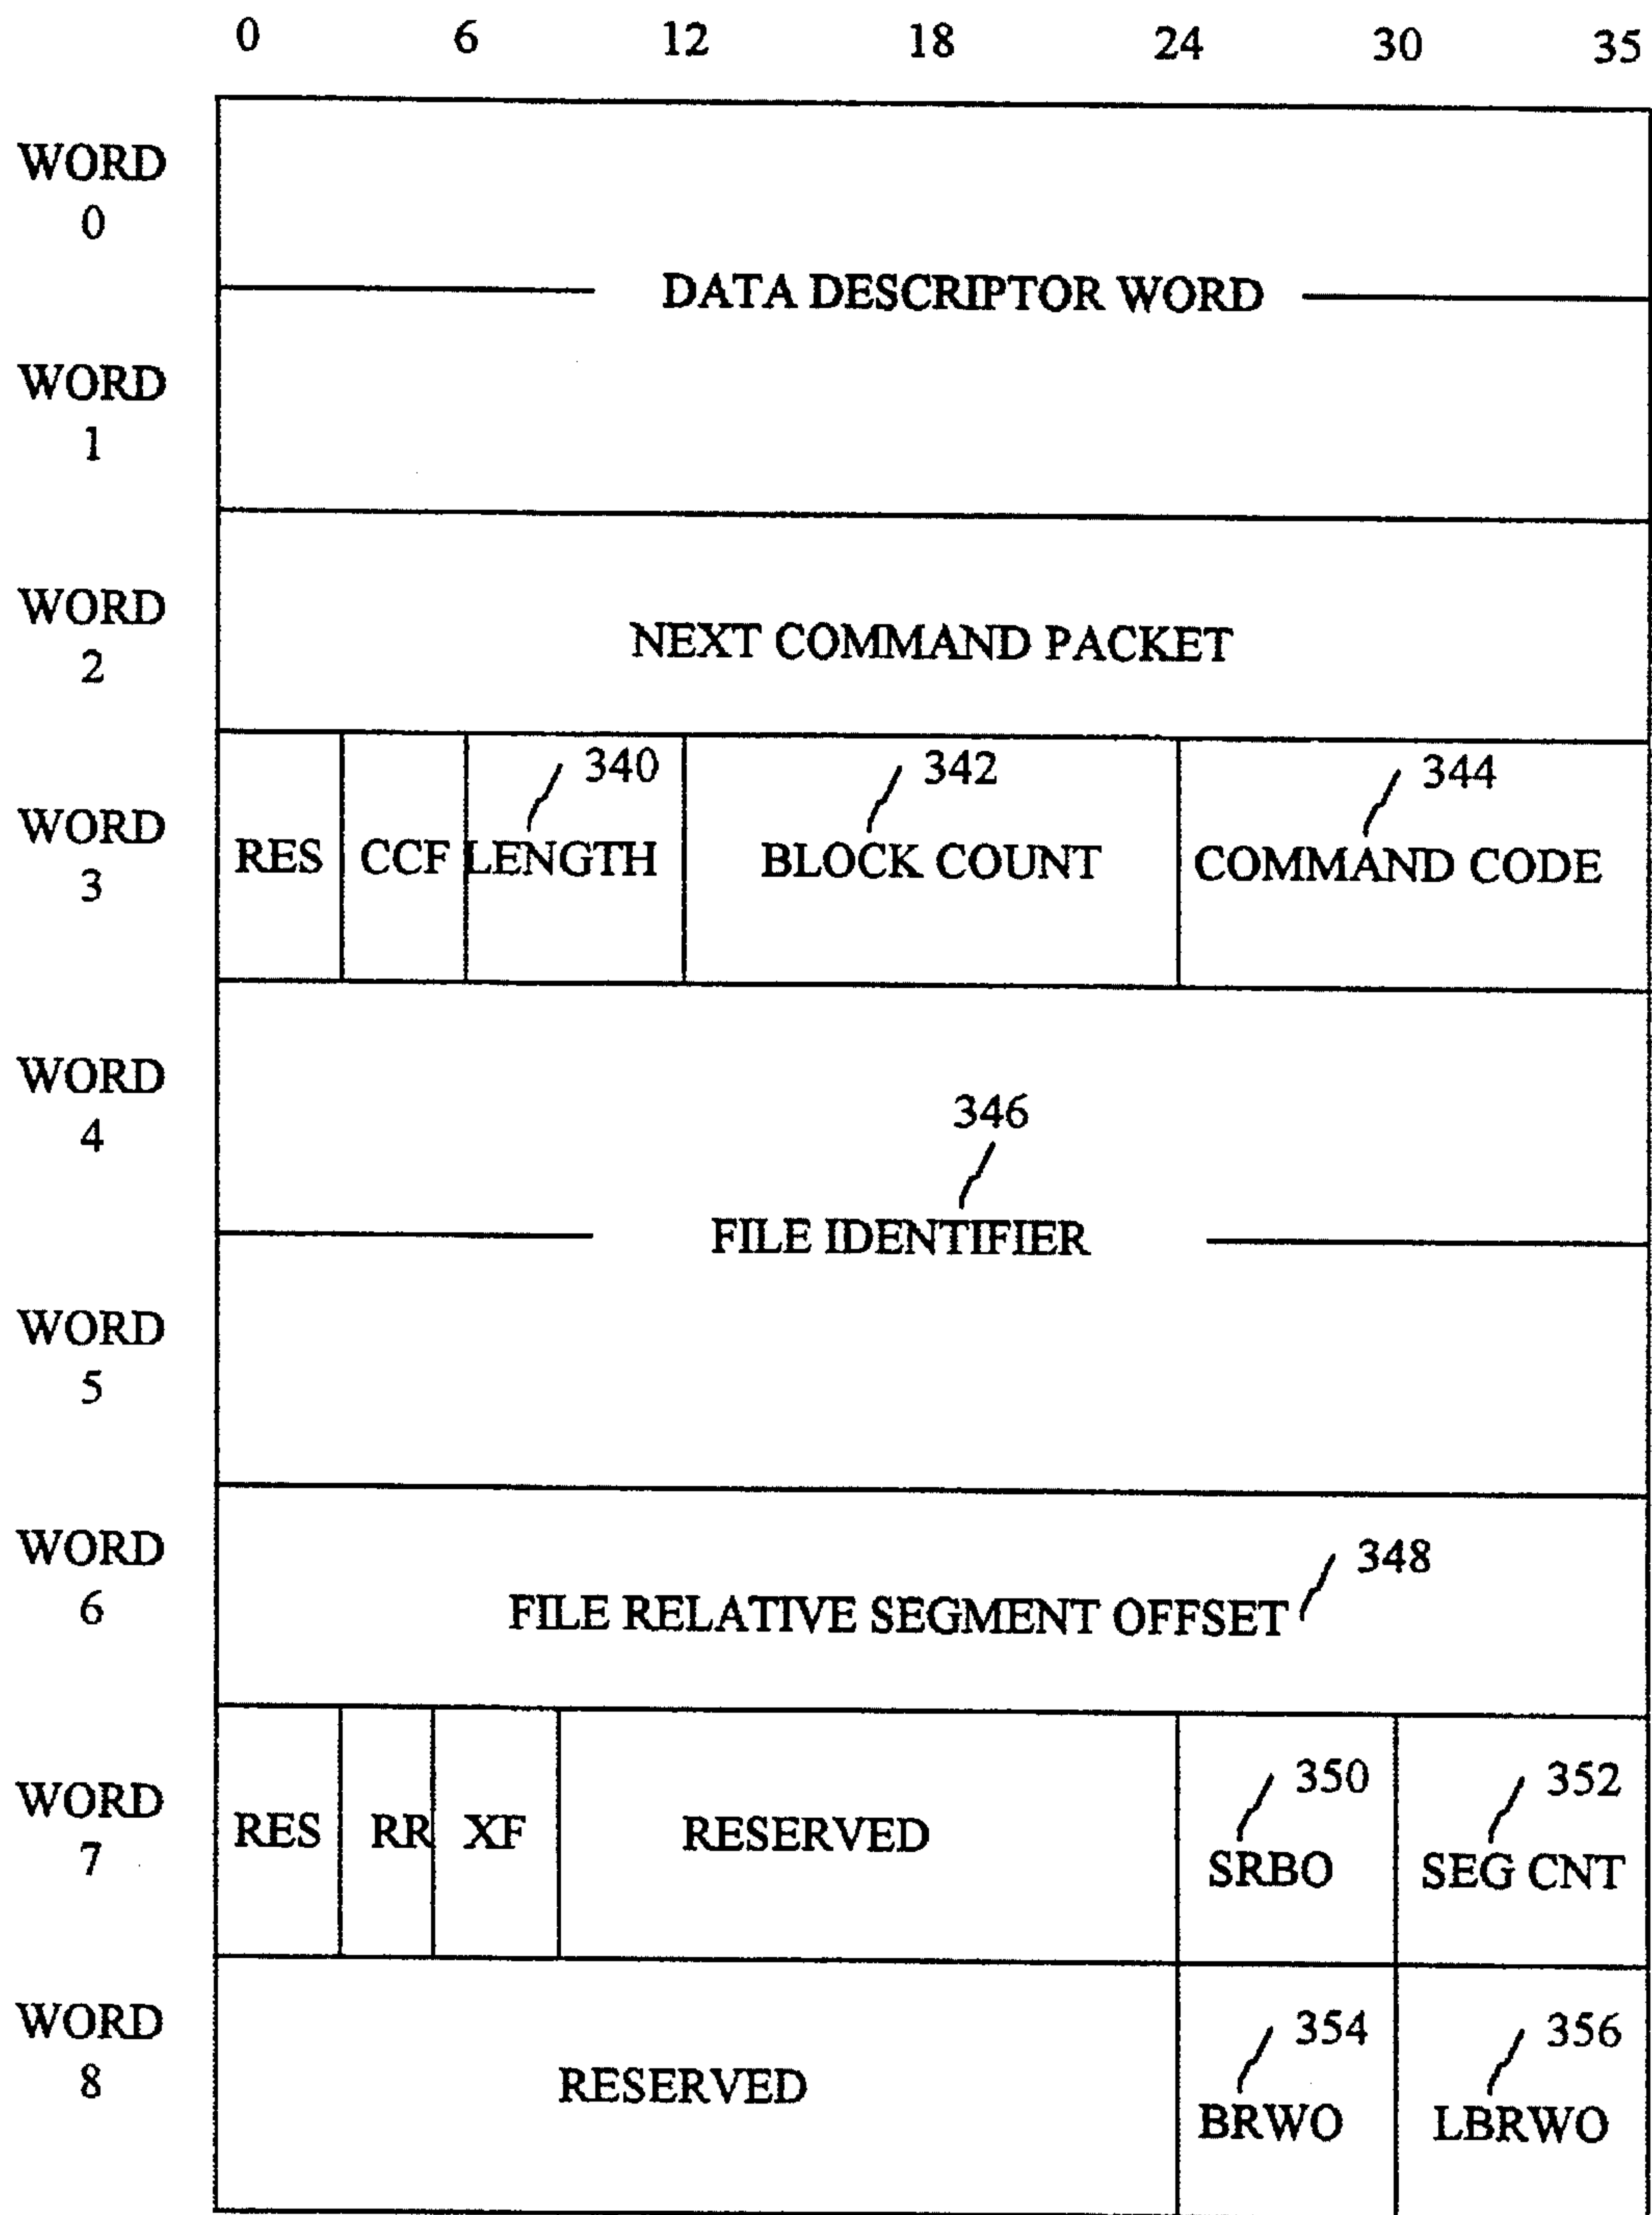 0 6 12 18 24 30 35
WORD
0
DATA DESCRIPTOR WORD
WORD
1
WORD
2
NEXT COMMAND PACKET
340 342 344
WORD
3
RES CCF LENGTH BLOCK COUNT COMMAND CODE
WORD
4
346
FILE IDENTIFIER
WORD
5
WORD
6
348
FILE RELATIVE SEGMENT OFFSET
350 352
WORD
7
RES RR XF RESERVED SRBO SEG CNT
WORD
8
354 356
RESERVED BRWO LBRWO